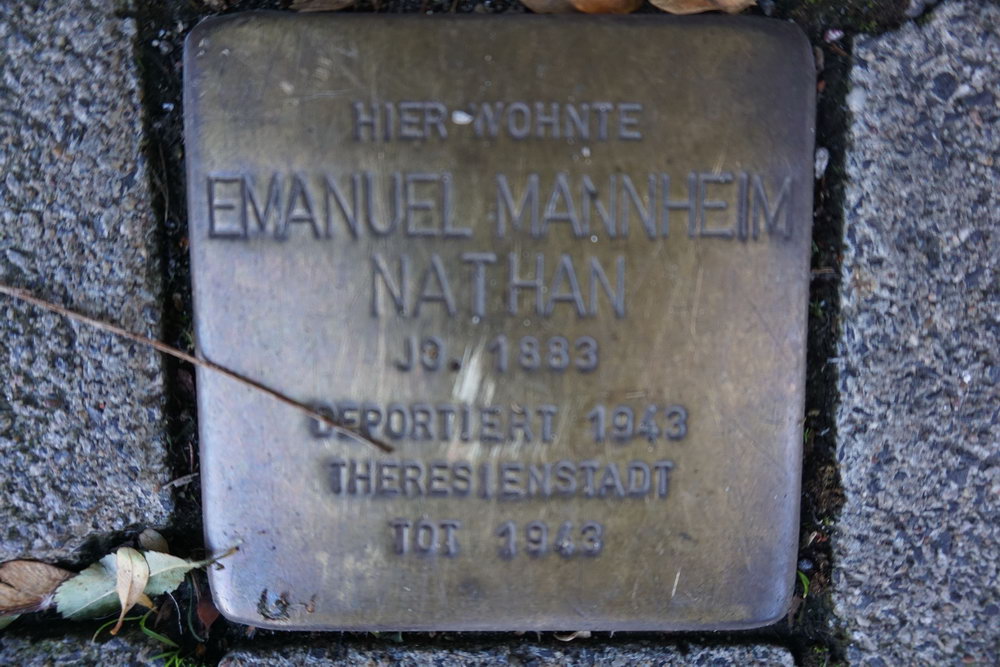 HIER WOHNTE
EMANUEL MANNHEIM
NATHAN
JG. 1883
DEPORTIERT 1943
THERESIENSTADT
TOT 1943